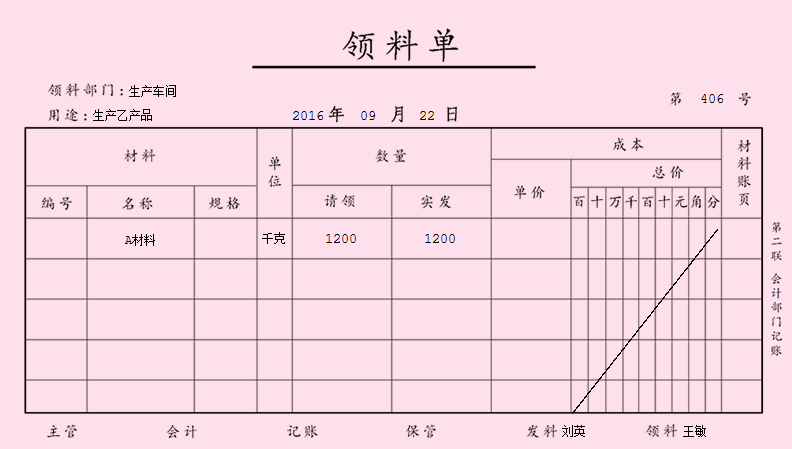 领料单
领料部门：生产车间
第 406 号
用途：生产乙产品 2016年 09 月 22 日
材料 单位 数量 成本 材料账页
单价 总价
编号 名称 规格 请领 实发 百 十 万 千 百 十 元 角 分
A材料 千克 1200 1200
第二联 会计部门记账
主管 会计 记账 保管 发料 刘英 领料 王敏